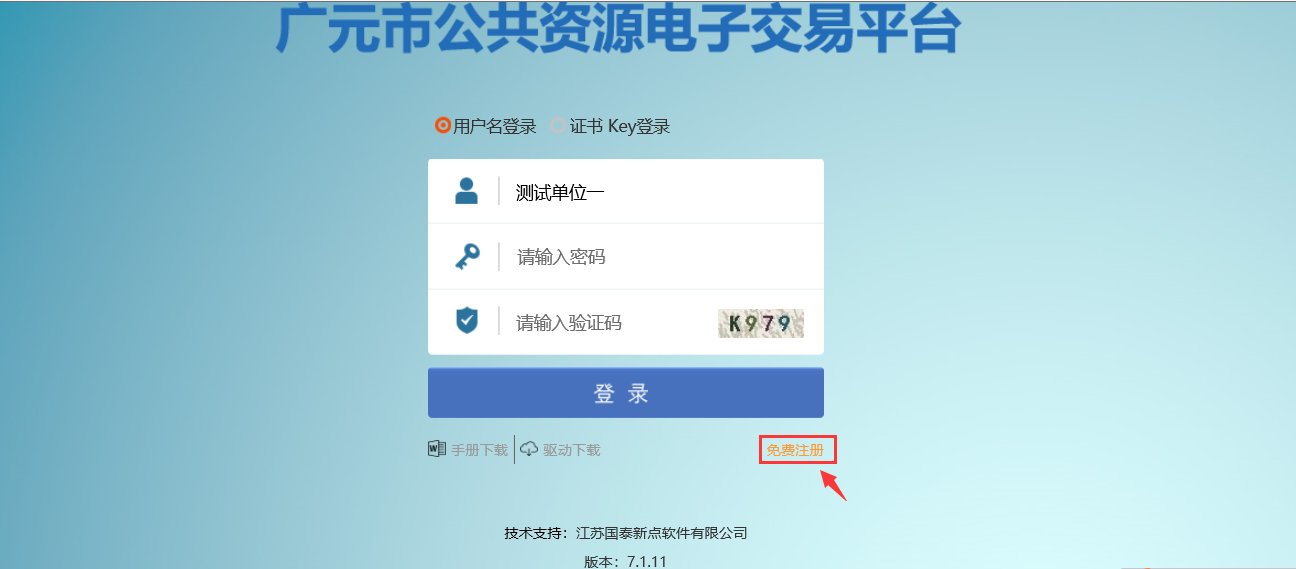 广元市公共资源电子交易平台
用户名登录 证书 Key登录
测试单位一
请输入密码
请输入验证码 K979
登 录
手册下载 驱动下载 免费注册
技术支持：江苏国泰新点软件有限公司
版本：7.1.11